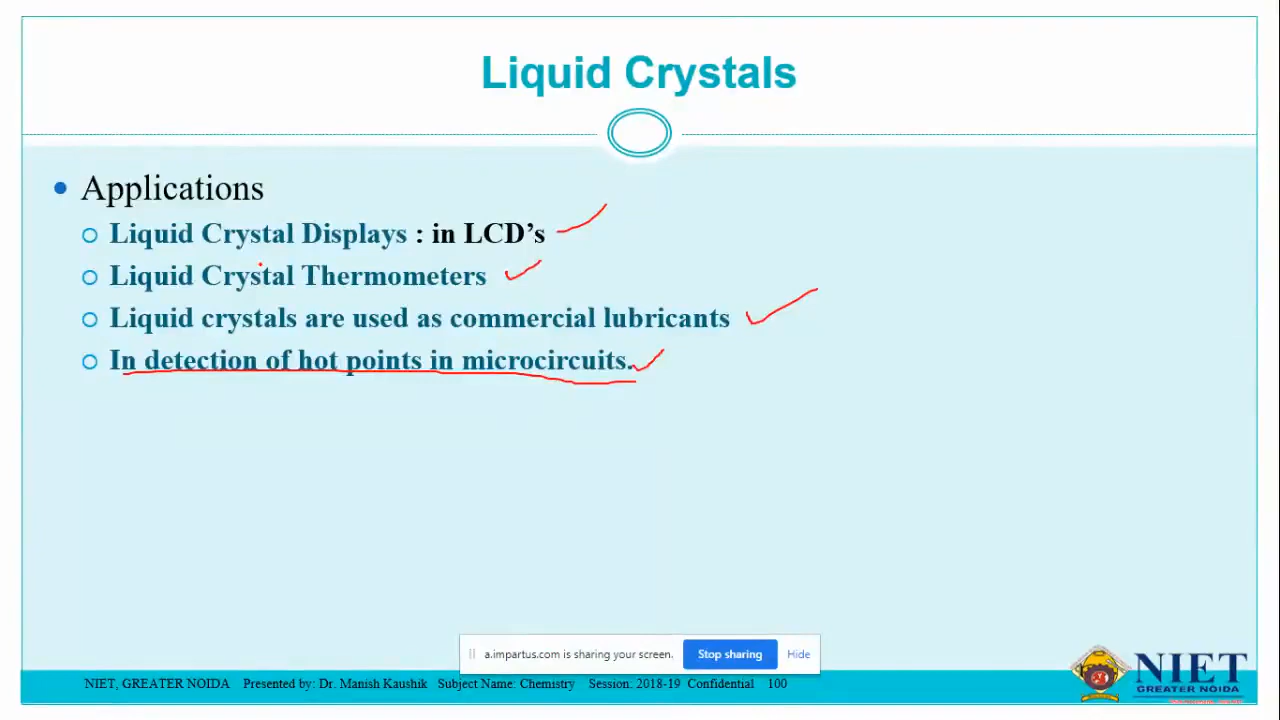 Liquid Crystals
Applications
Liquid Crystal Displays : in LCD’s
Liquid Crystal Thermometers
Liquid crystals are used as commercial lubricants
In detection of hot points in microcircuits.
a.impartus.com is sharing your screen. Stop sharing Hide
NIET, GREATER NOIDA Presented by: Dr. Manish Kaushik Subject Name: Chemistry Session: 2018-19 Confidential 100
NIET
GREATER NOIDA